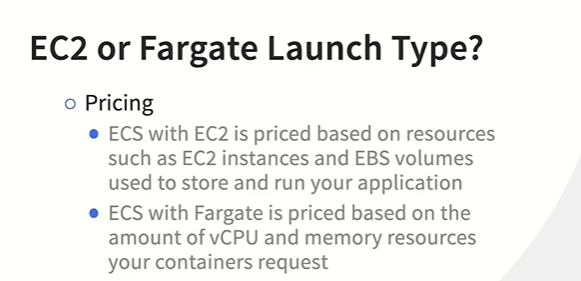 EC2 or Fargate Launch Type?
Pricing
ECS with EC2 is priced based on resources
such as EC2 instances and EBS volumes
used to store and run your application
ECS with Fargate is priced based on the
amount of vCPU and memory resources
your containers request